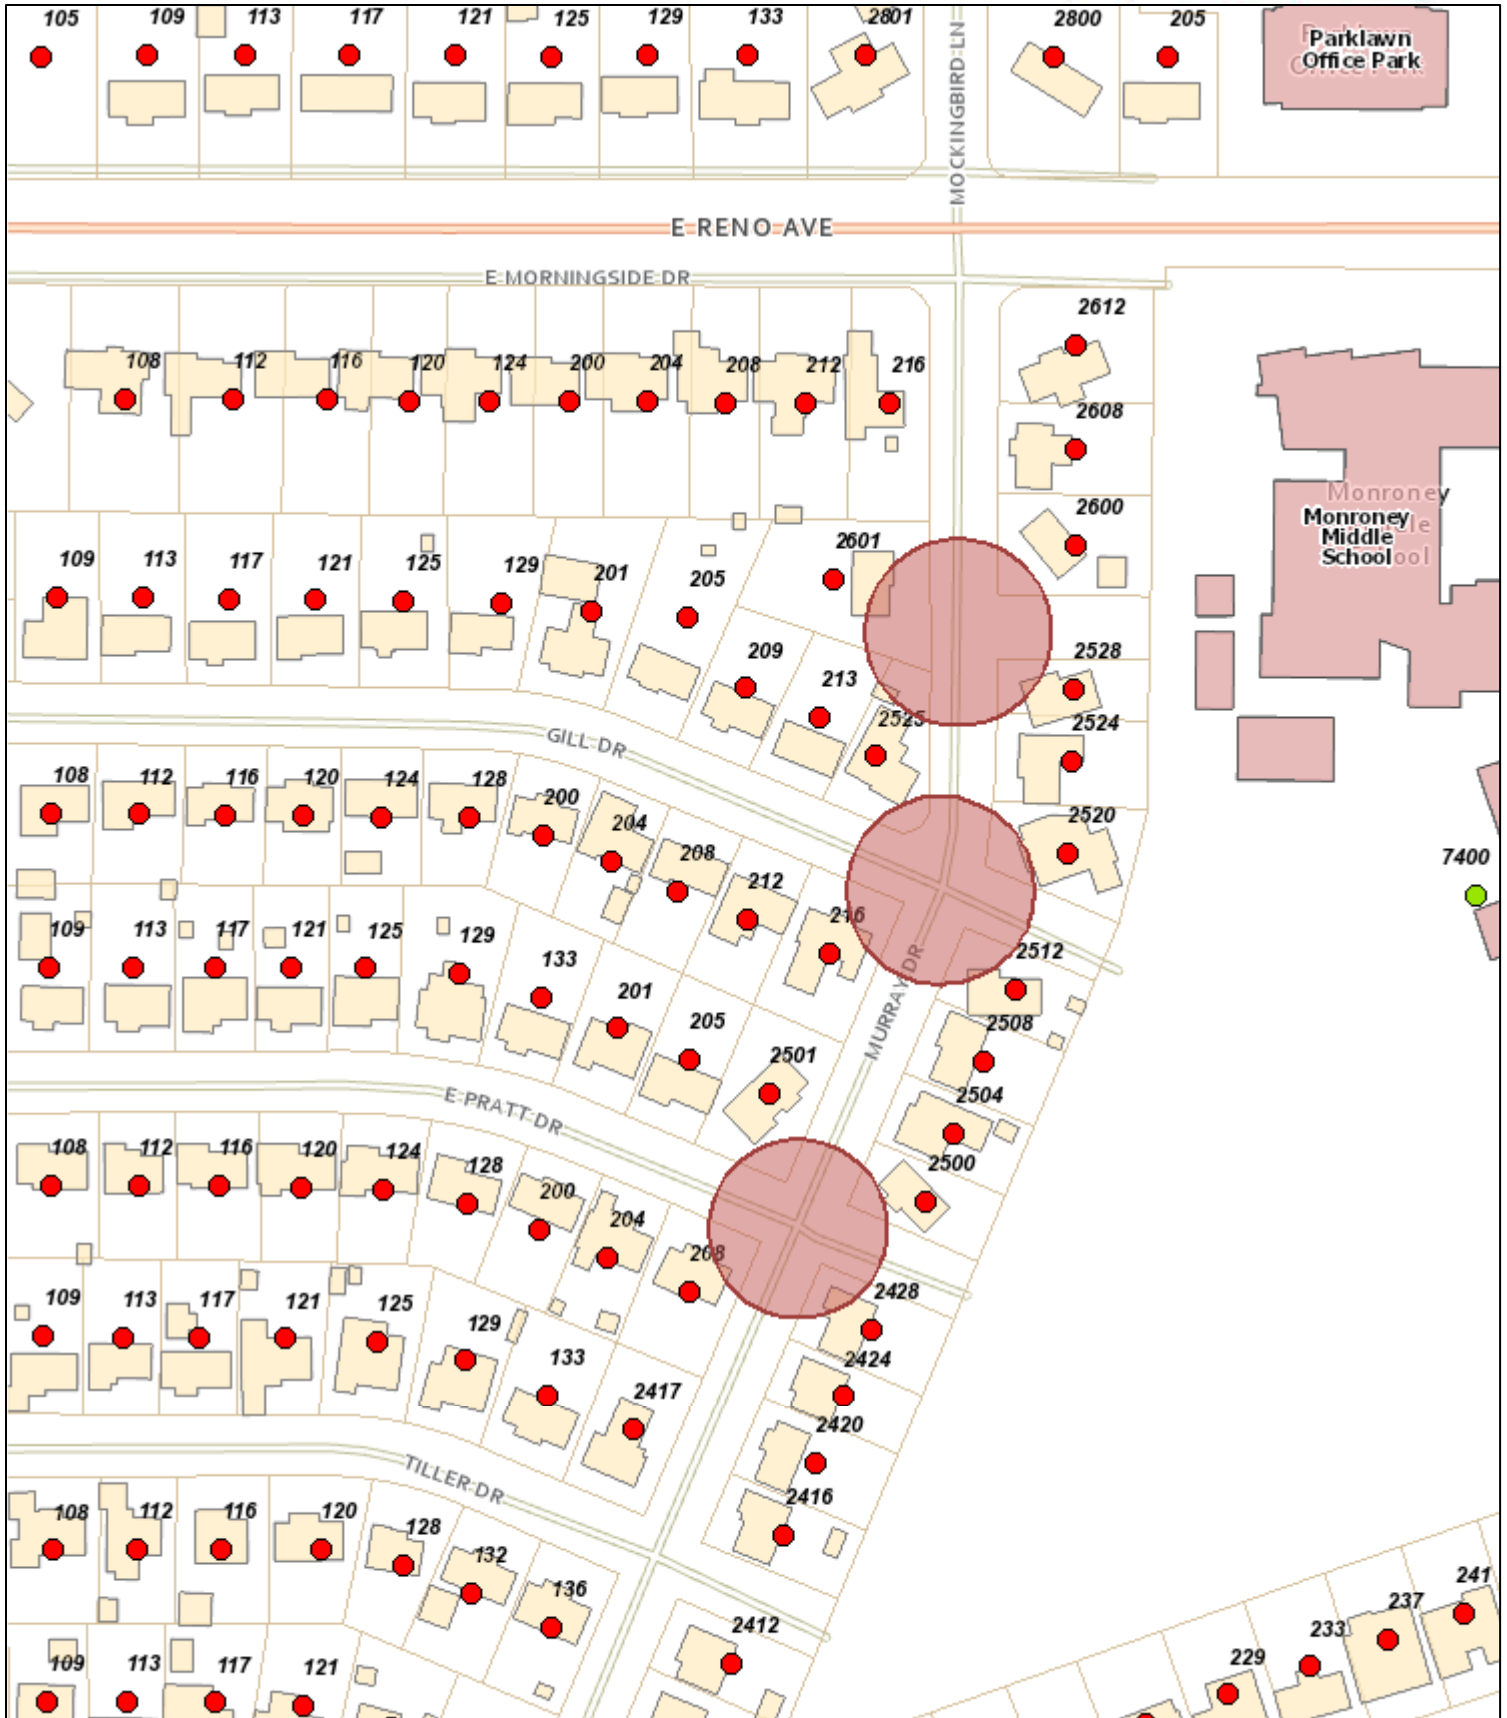 105 109 113 117 121 125 129 133 2801 2800 205
Parklawn
Office Park
MOCKINGBIRD LN
E RENO AVE
E MORNINGSIDE DR
2612
108 112 116 120 124 200 204 208 212 216
2608
2600
Monroney
Middle
School
2601
109 113 117 121 125 129 201 205
209
213
2528
2525
2524
GILL DR
108 112 116 120 124 128 200
204
208
212
216
2520
7400
109 113 117 121 125 129
133
201
205
2501
MURRAY DR
2512
2508
2504
2500
E PRATT DR
108 112 116 120 124 128
200
204
208
2428
109 113 117 121 125
129
133
2417
2424
2420
2416
TILLER DR
108 112 116 120 128
132
136
2412
109 113 117 121
229 233 237 241